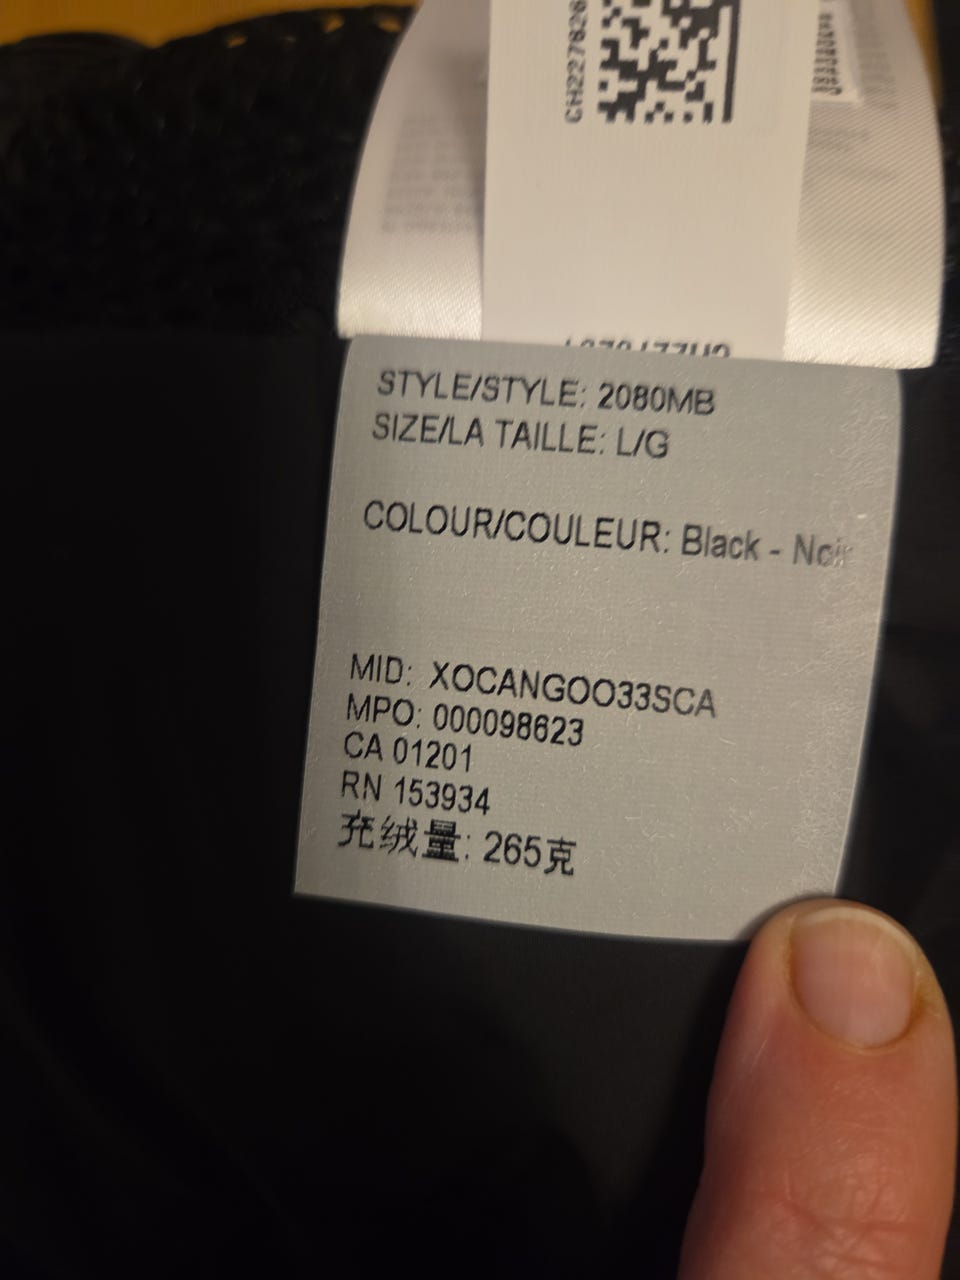 STYLE/STYLE: 2080MB
SIZE/LA TAILLE: L/G
COLOUR/COULEUR: Black - Noir
MID: XOCANGOO33SCA
MPO: 000098623
CA 01201
RN 153934
充绒量: 265克